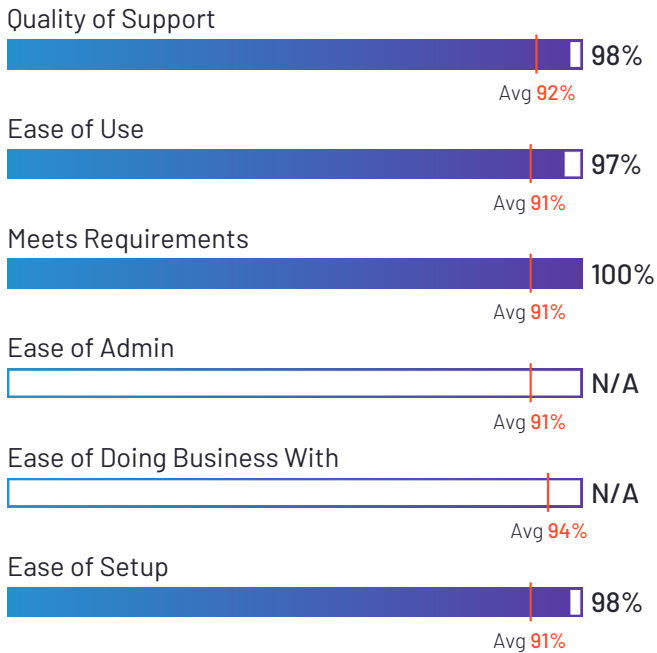 Quality of Support
98%
Avg 92%
Ease of Use
97%
Avg 91%
Meets Requirements
100%
Avg 91%
Ease of Admin
N/A
Avg 91%
Ease of Doing Business With
N/A
Avg 94%
Ease of Setup
98%
Avg 91%